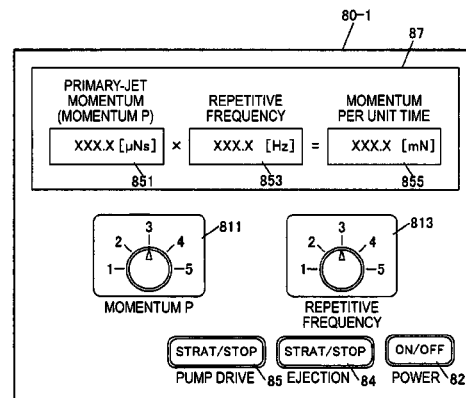 80-1
87
PRIMARY-JET MOMENTUM (MOMENTUM P)
REPETITIVE FREQUENCY
MOMENTUM PER UNIT TIME
XXX.X [μNs] × XXX.X [Hz] = XXX.X [mN]
851 853 855
811
1 2 3 4 5
MOMENTUM P
813
1 2 3 4 5
REPETITIVE FREQUENCY
STRAT/STOP STRAT/STOP ON/OFF
PUMP DRIVE 85 EJECTION 84 POWER 82